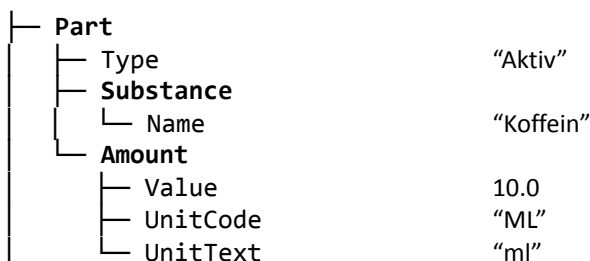 ├── Part
│   ├── Type “Aktiv”
│   ├── Substance
│   │   └── Name “Koffein”
│   └── Amount
│       ├── Value 10.0
│       ├── UnitCode “ML”
│       └── UnitText “ml”